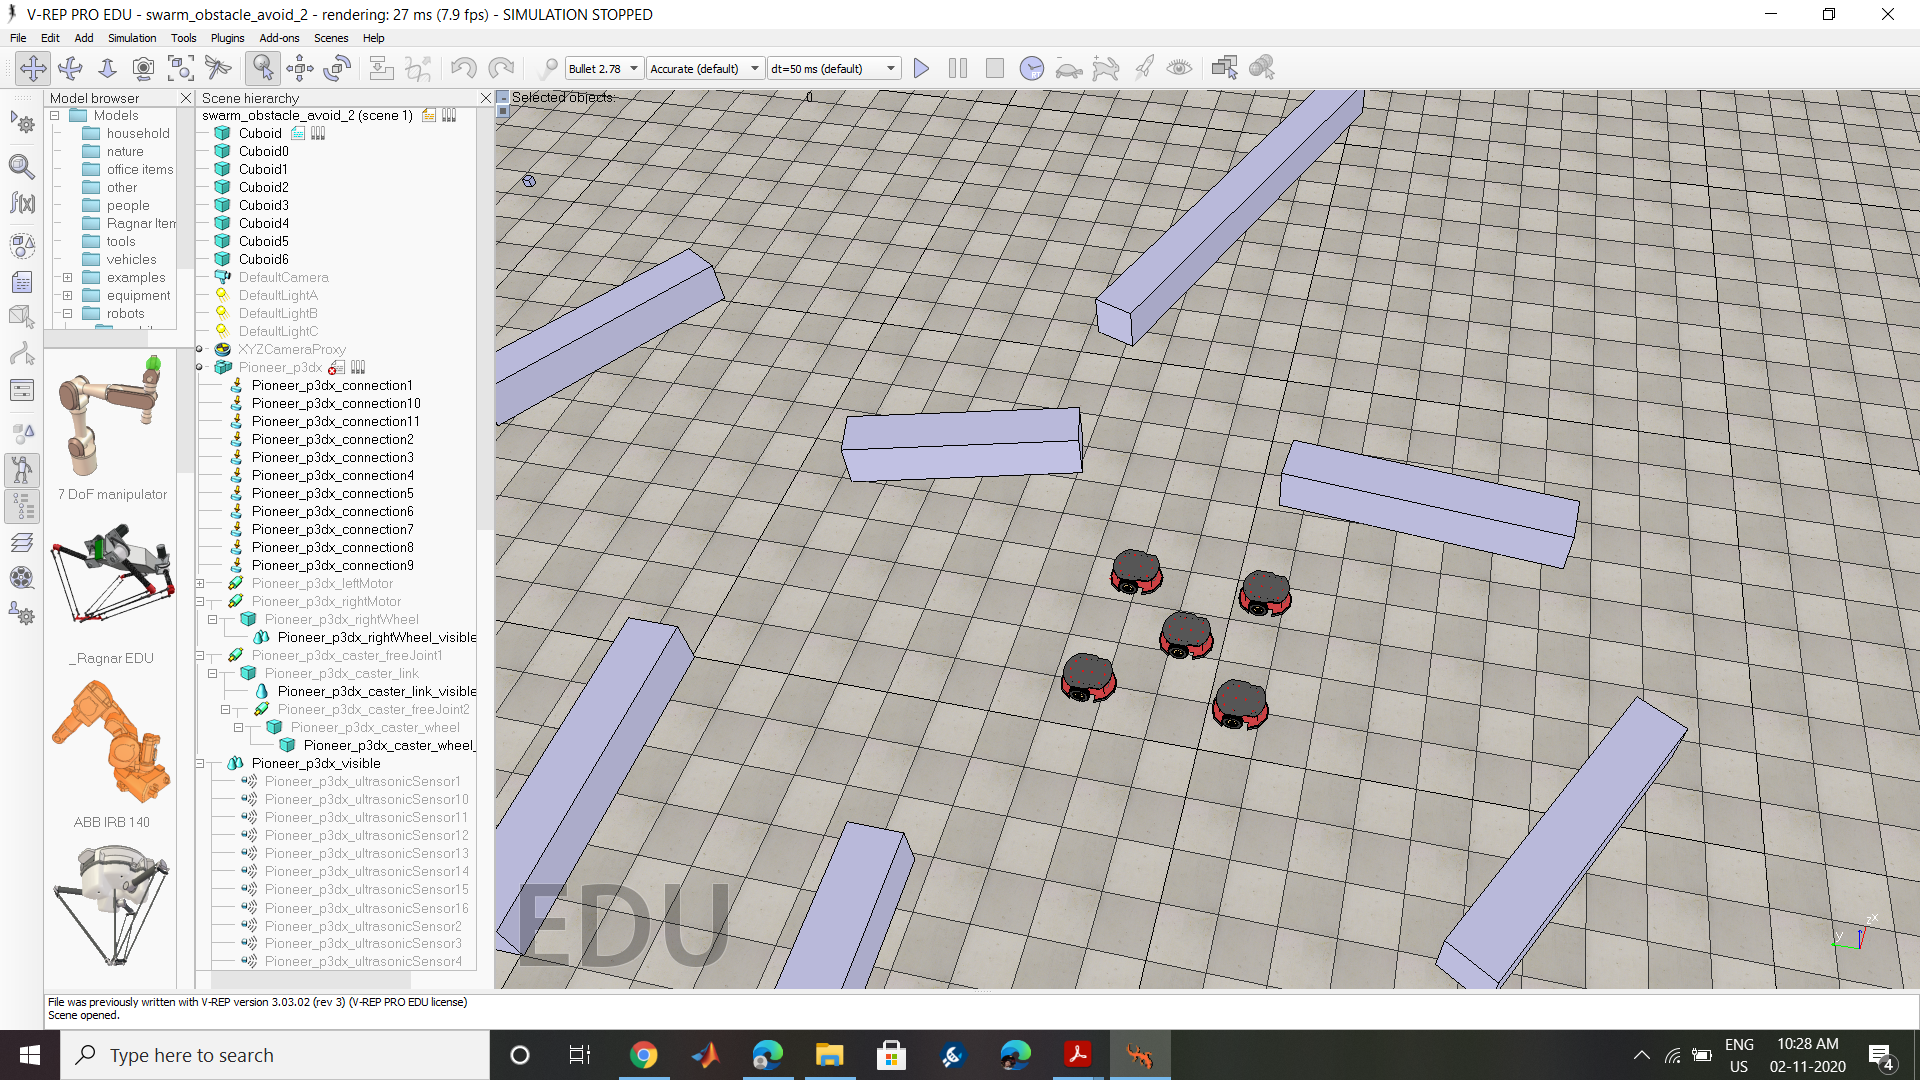 V-REP PRO EDU - swarm_obstacle_avoid_2 - rendering: 27 ms (7.9 fps) - SIMULATION STOPPED
File Edit Add Simulation Tools Plugins Add-ons Scenes Help
Bullet 2.78 Accurate (default) dt=50 ms (default) RT
Model browser
Models
household
nature
office items
other
people
Ragnar Item
tools
vehicles
examples
equipment
robots
7 DoF manipulator
_Ragnar EDU
ABB IRB 140
Scene hierarchy
swarm_obstacle_avoid_2 (scene 1)
Cuboid
Cuboid0
Cuboid1
Cuboid2
Cuboid3
Cuboid4
Cuboid5
Cuboid6
DefaultCamera
DefaultLightA
DefaultLightB
DefaultLightC
XYZCameraProxy
Pioneer_p3dx
Pioneer_p3dx_connection1
Pioneer_p3dx_connection10
Pioneer_p3dx_connection11
Pioneer_p3dx_connection2
Pioneer_p3dx_connection3
Pioneer_p3dx_connection4
Pioneer_p3dx_connection5
Pioneer_p3dx_connection6
Pioneer_p3dx_connection7
Pioneer_p3dx_connection8
Pioneer_p3dx_connection9
Pioneer_p3dx_leftMotor
Pioneer_p3dx_rightMotor
Pioneer_p3dx_rightWheel
Pioneer_p3dx_rightWheel_visible
Pioneer_p3dx_caster_freeJoint1
Pioneer_p3dx_caster_link
Pioneer_p3dx_caster_link_visible
Pioneer_p3dx_caster_freeJoint2
Pioneer_p3dx_caster_wheel
Pioneer_p3dx_caster_wheel_
Pioneer_p3dx_visible
Pioneer_p3dx_ultrasonicSensor1
Pioneer_p3dx_ultrasonicSensor10
Pioneer_p3dx_ultrasonicSensor11
Pioneer_p3dx_ultrasonicSensor12
Pioneer_p3dx_ultrasonicSensor13
Pioneer_p3dx_ultrasonicSensor14
Pioneer_p3dx_ultrasonicSensor15
Pioneer_p3dx_ultrasonicSensor16
Pioneer_p3dx_ultrasonicSensor2
Pioneer_p3dx_ultrasonicSensor3
Pioneer_p3dx_ultrasonicSensor4
Selected objects: 0
EDU
z x
y
File was previously written with V-REP version 3.03.02 (rev 3) (V-REP PRO EDU license)
Scene opened.
Type here to search
ENG
US
10:28 AM
02-11-2020
4